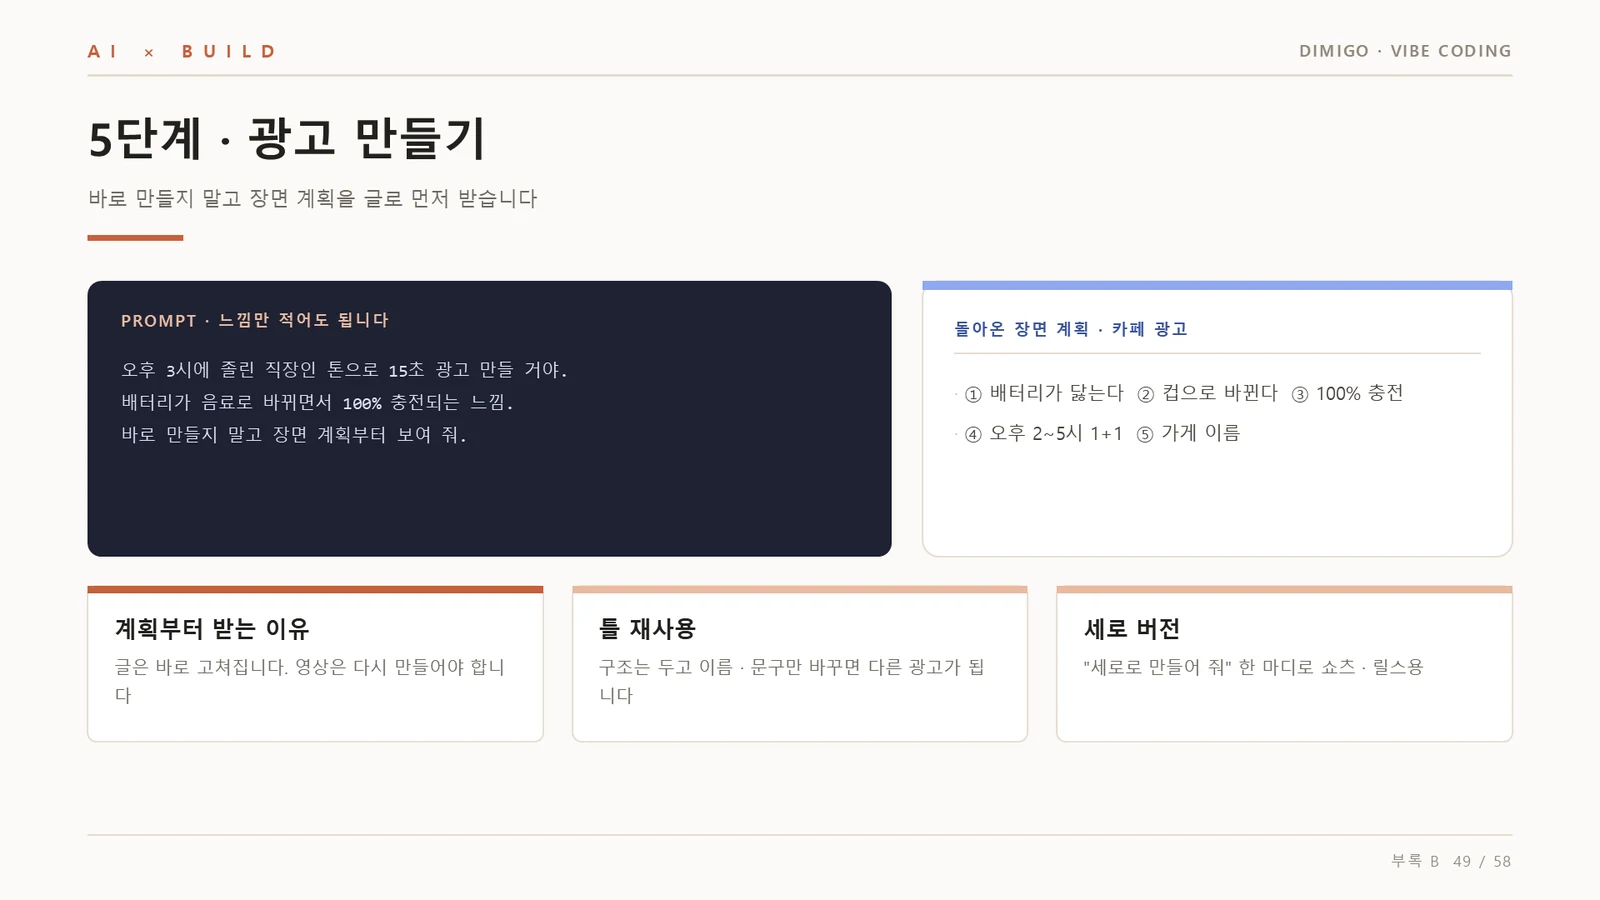 AI × BUILD
DIMIGO · VIBE CODING
5단계 · 광고 만들기
바로 만들지 말고 장면 계획을 글로 먼저 받습니다
PROMPT · 느낌만 적어도 됩니다
오후 3시에 졸린 직장인 톤으로 15초 광고 만들 거야.
배터리가 음료로 바뀌면서 100% 충전되는 느낌.
바로 만들지 말고 장면 계획부터 보여 줘.
돌아온 장면 계획 · 카페 광고
· ① 배터리가 닳는다 ② 컵으로 바뀐다 ③ 100% 충전
· ④ 오후 2~5시 1+1 ⑤ 가게 이름
계획부터 받는 이유
글은 바로 고쳐집니다. 영상은 다시 만들어야 합니
다
틀 재사용
구조는 두고 이름 · 문구만 바꾸면 다른 광고가 됩
니다
세로 버전
"세로로 만들어 줘" 한 마디로 쇼츠 · 릴스용
부록 B 49 / 58